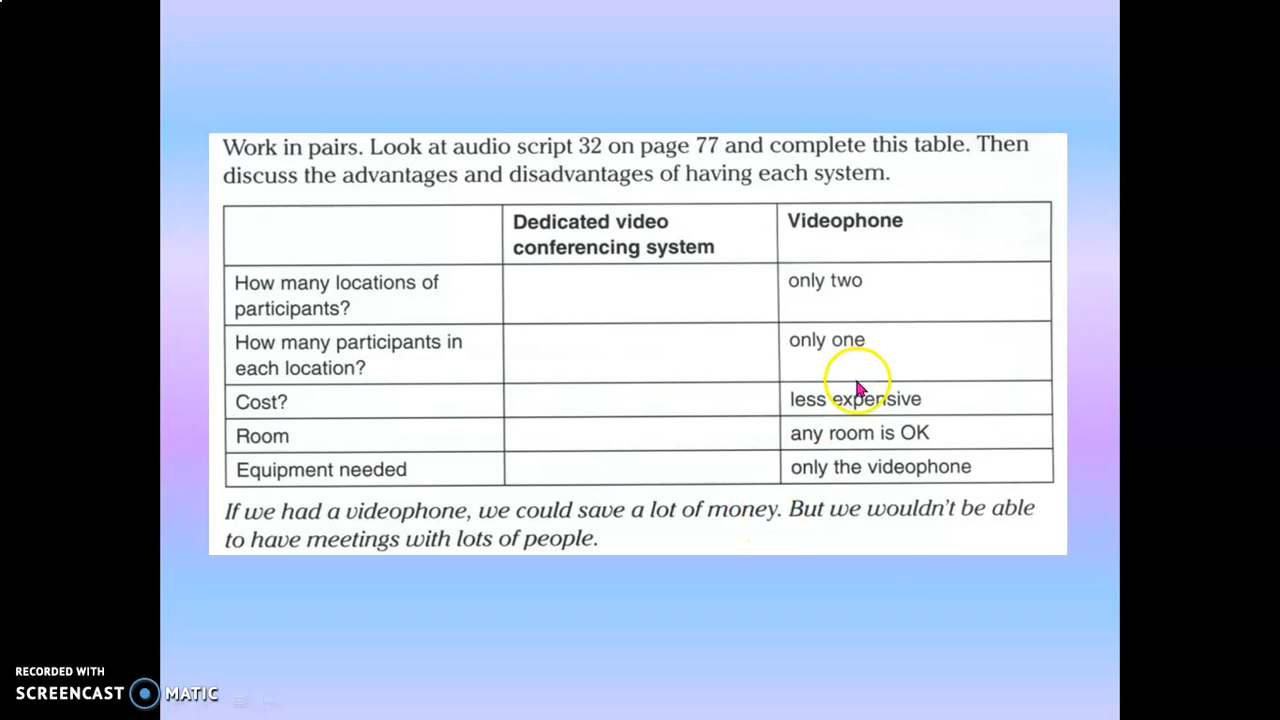 Work in pairs. Look at audio script 32 on page 77 and complete this table. Then
discuss the advantages and disadvantages of having each system.
Dedicated video
conferencing system
Videophone
How many locations of
participants?
only two
How many participants in
each location?
only one
Cost?
less expensive
Room
any room is OK
Equipment needed
only the videophone
If we had a videophone, we could save a lot of money. But we wouldn't be able
to have meetings with lots of people.
RECORDED WITH
SCREENCAST MATIC